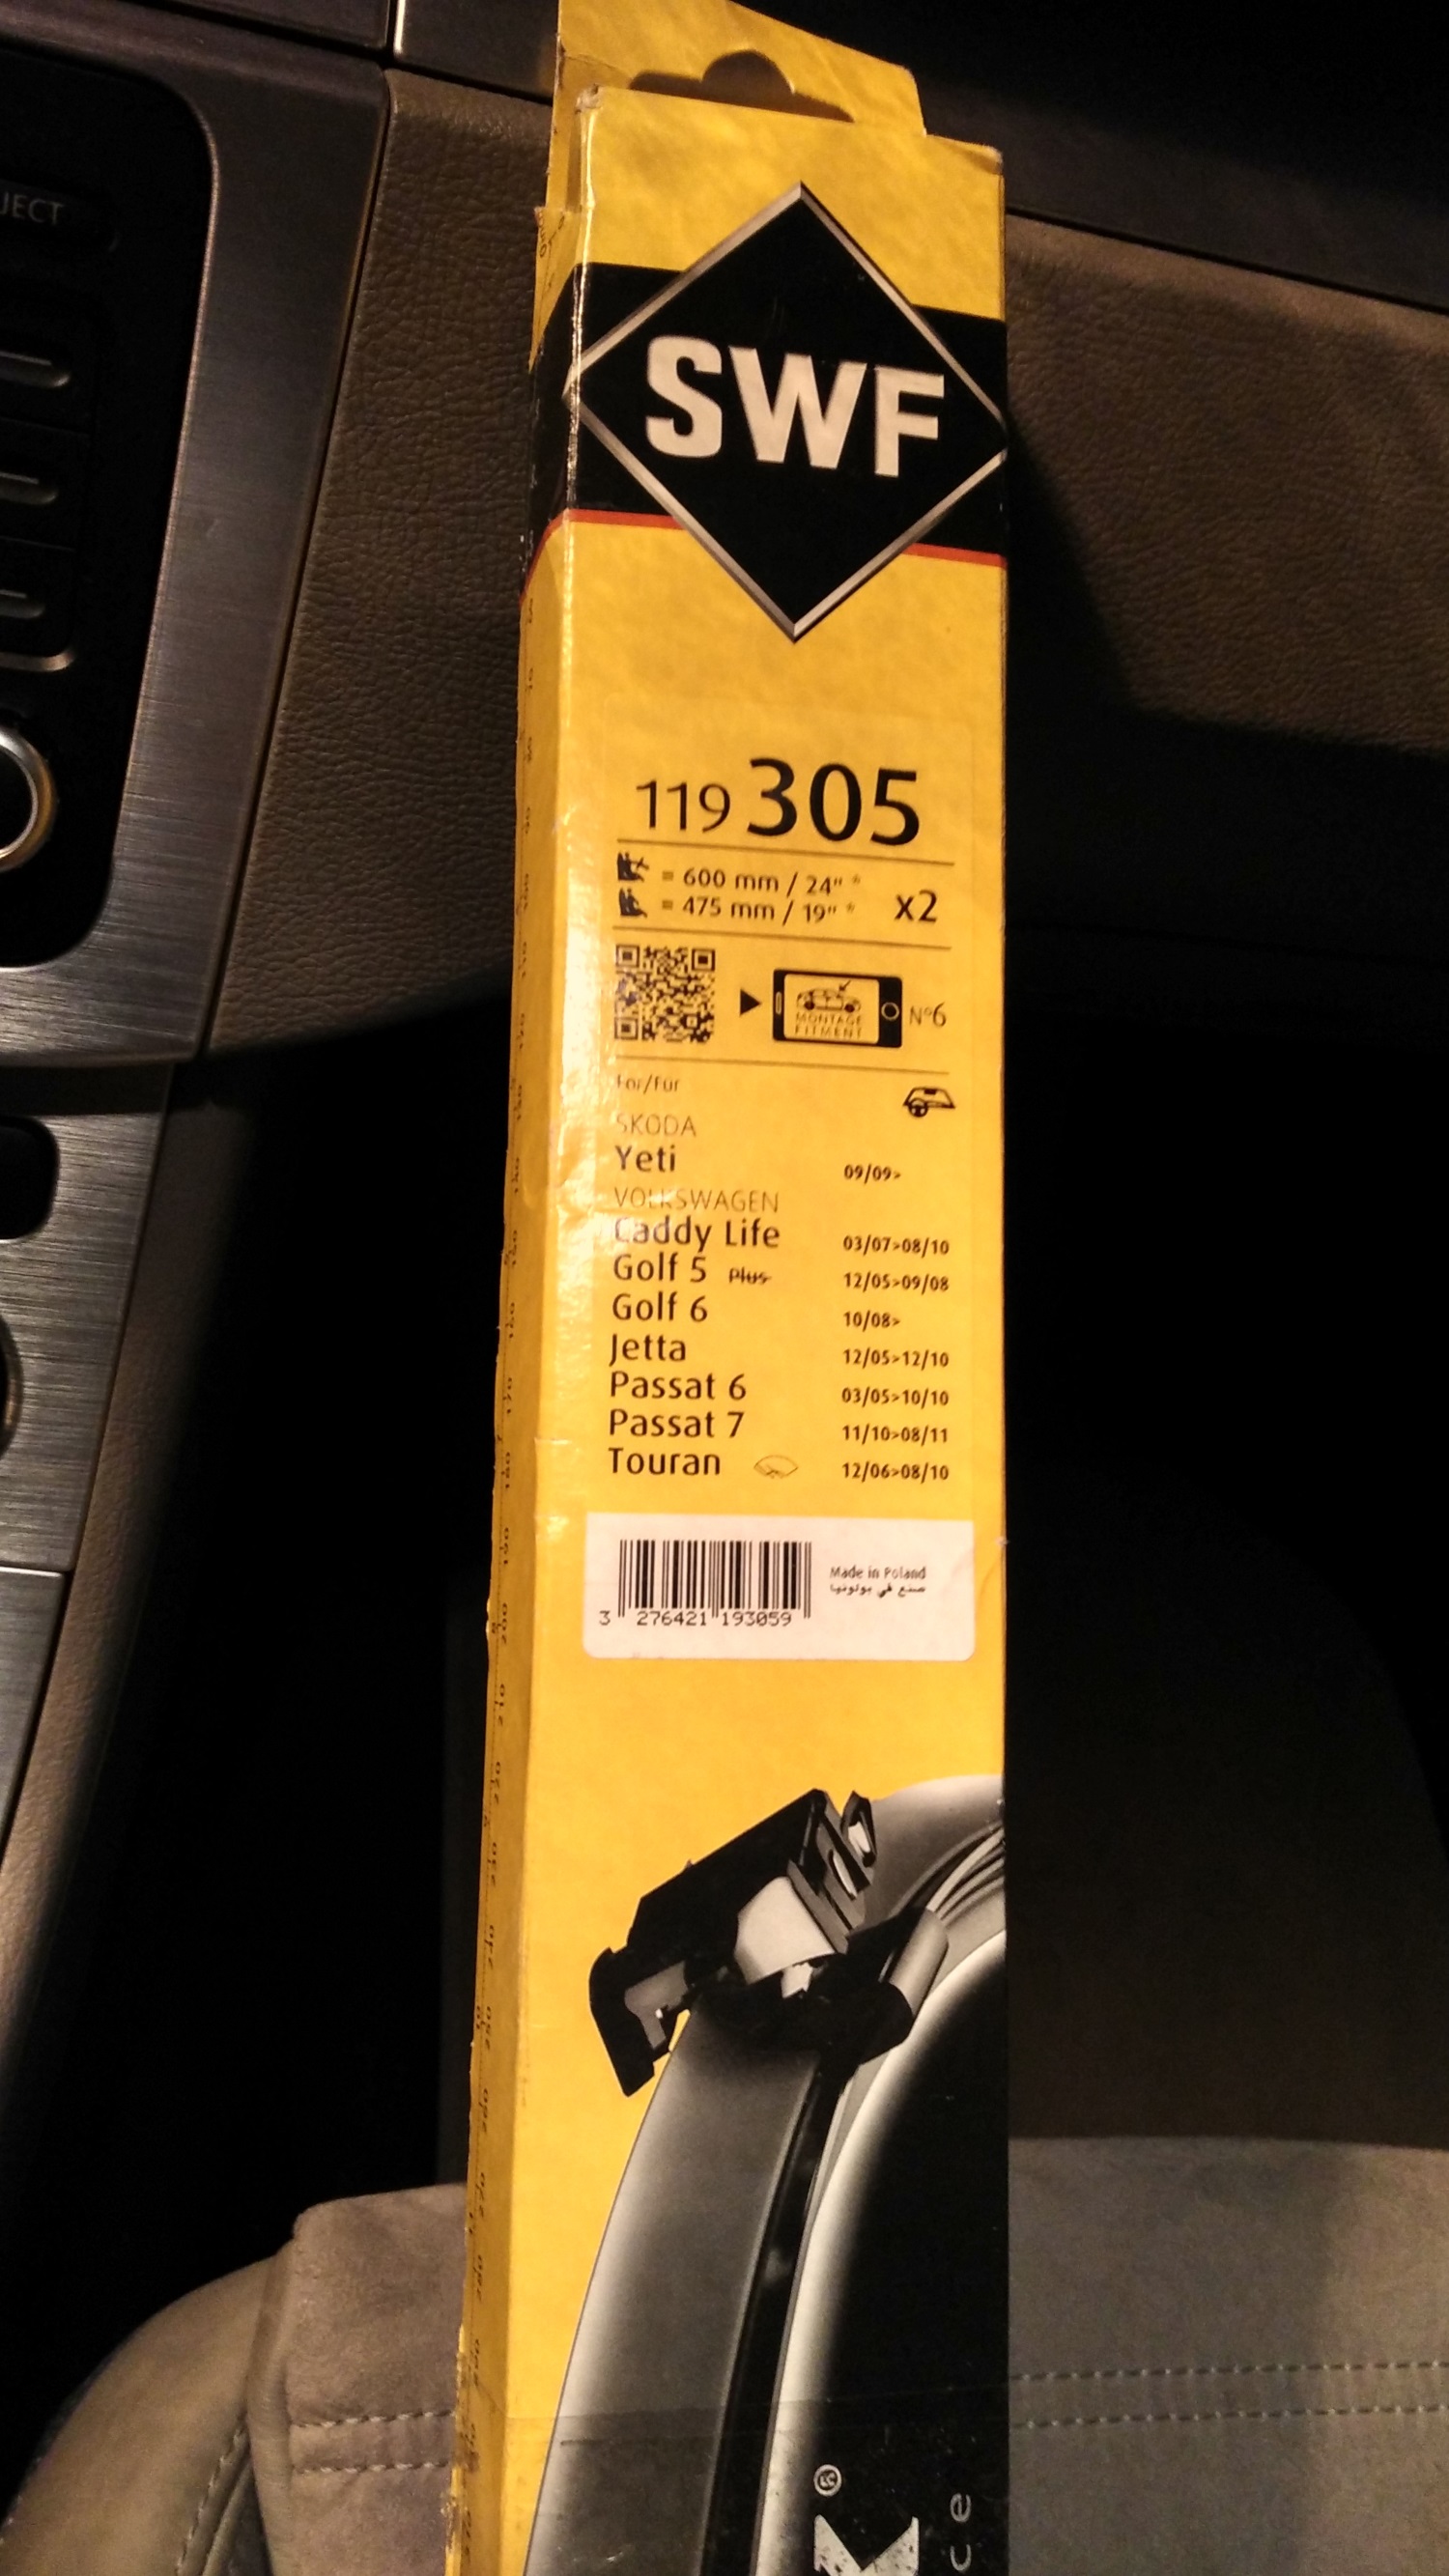 JECT
SWF
119 305
= 600 mm / 24" *
= 475 mm / 19" *
x2
MONTAGE
FITMENT
N°6
For/Für
SKODA
Yeti 09/09>
VOLKSWAGEN
Caddy Life 03/07>08/10
Golf 5 Plus 12/05>09/08
Golf 6 10/08>
Jetta 12/05>12/10
Passat 6 03/05>10/10
Passat 7 11/10>08/11
Touran 12/06>08/10
Made in Poland
صنع في بولونيا
3 276421 193059
®